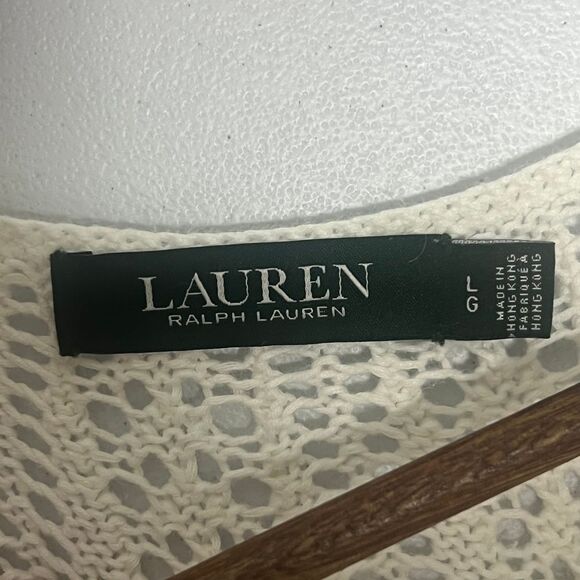 LAUREN
RALPH LAUREN
L
G
MADE IN
HONG KONG
FABRIQUÉ À
HONG KONG